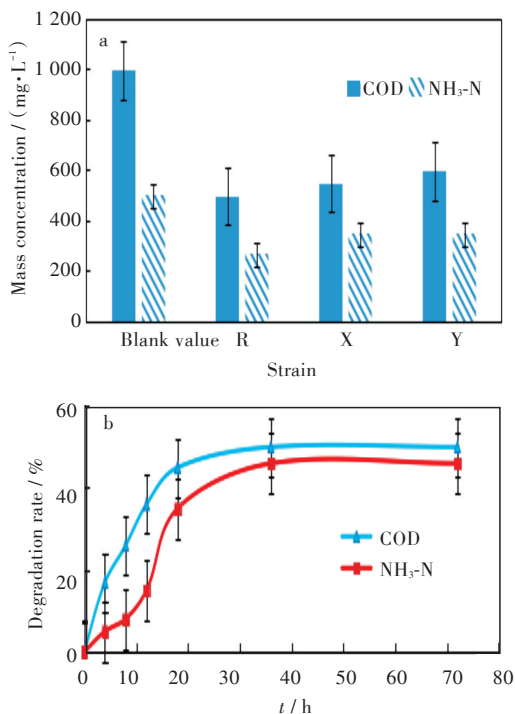 a
Mass concentration / (mg•L⁻¹)
1 200
1 000
800
600
400
200
0
COD NH₃-N
Blank value R X Y
Strain
b
Degradation rate / %
60
40
20
0
COD
NH₃-N
0 10 20 30 40 50 60 70 80
t / h